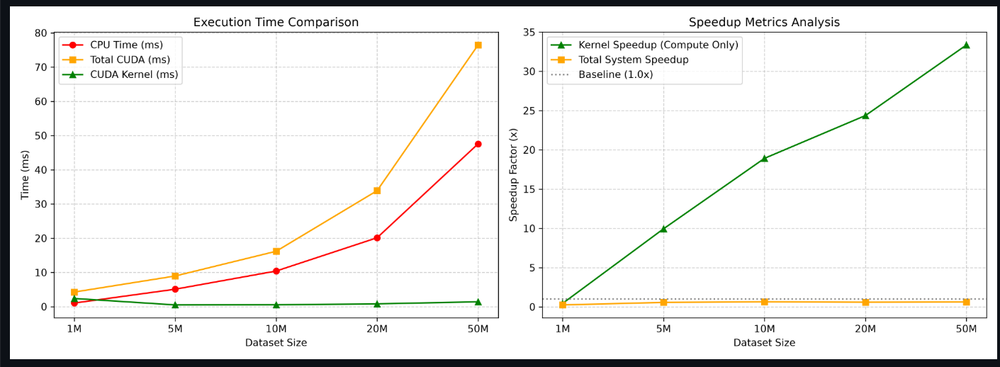 Execution Time Comparison
CPU Time (ms)
Total CUDA (ms)
CUDA Kernel (ms)
Time (ms)
80
70
60
50
40
30
20
10
0
1M 5M 10M 20M 50M
Dataset Size
Speedup Metrics Analysis
Kernel Speedup (Compute Only)
Total System Speedup
Baseline (1.0x)
Speedup Factor (x)
35
30
25
20
15
10
5
0
1M 5M 10M 20M 50M
Dataset Size